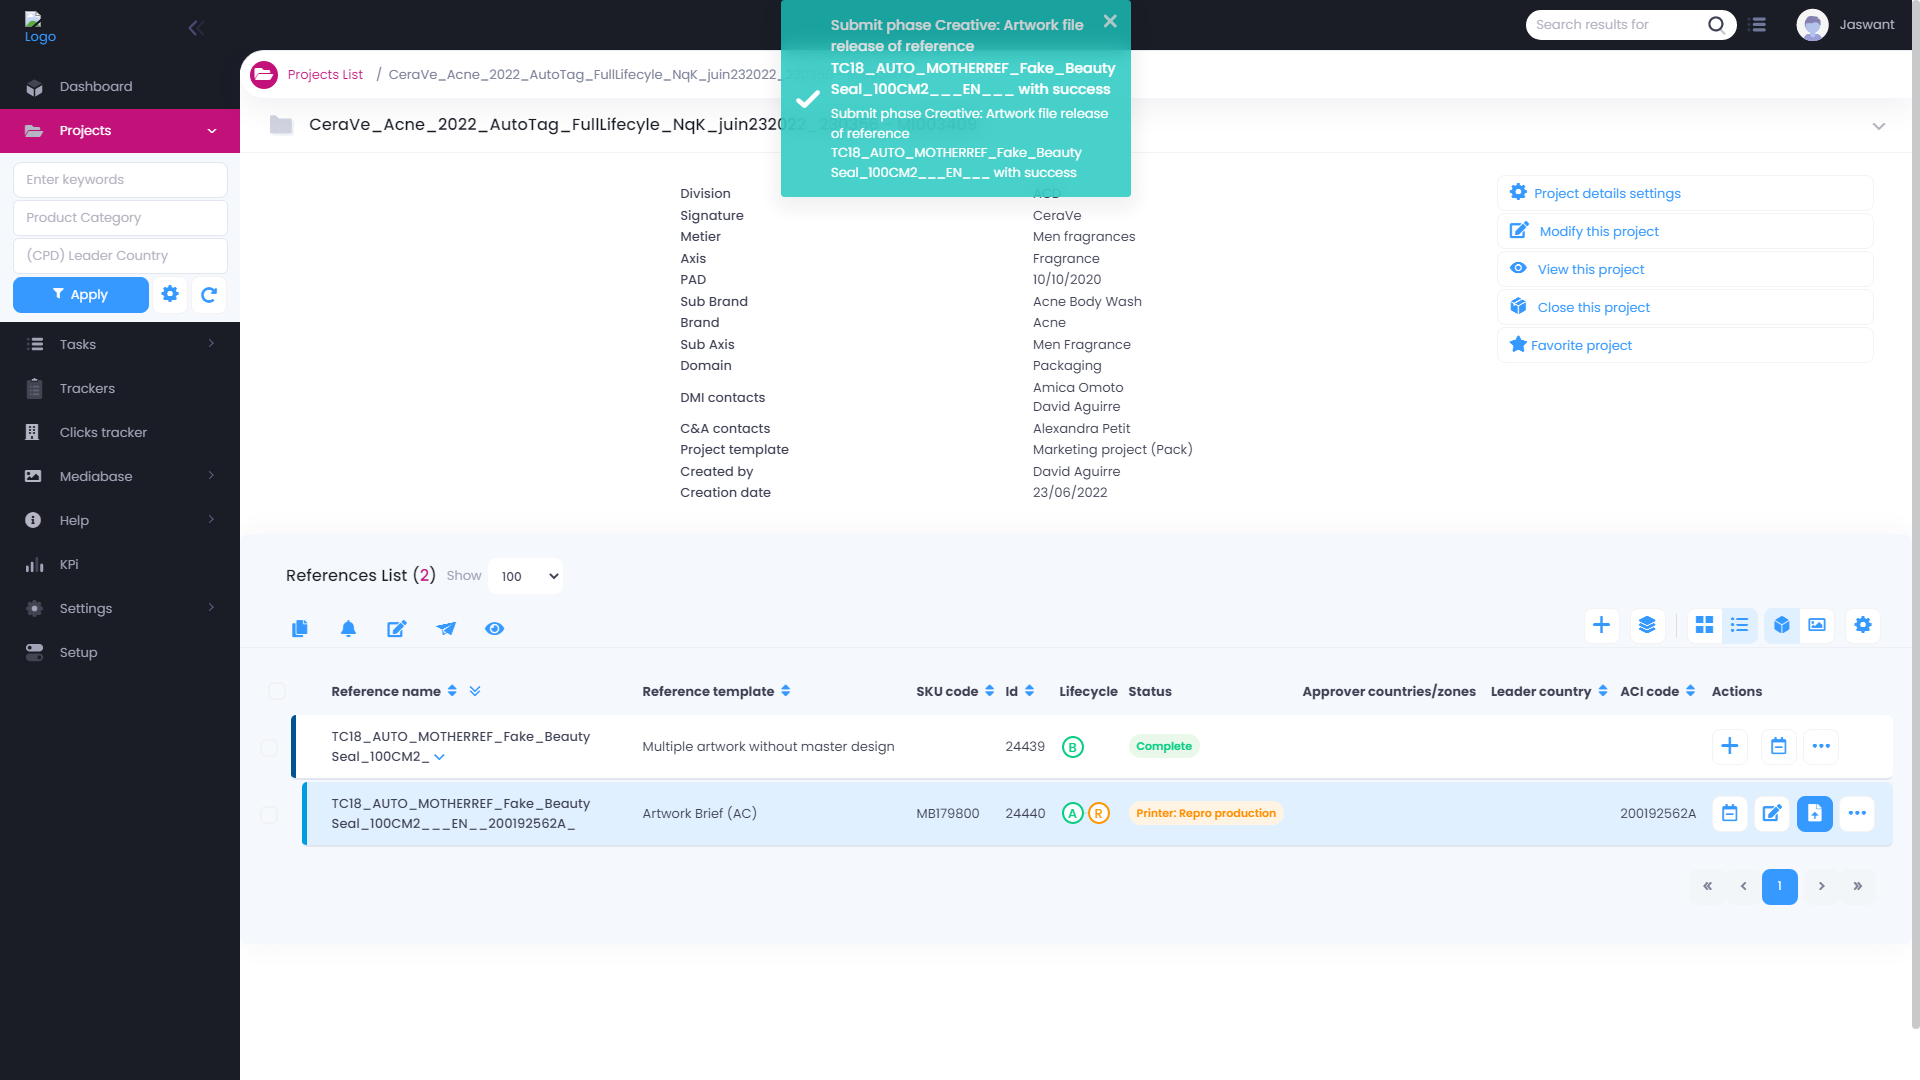 Logo
Dashboard
Projects
Enter keywords
Product Category
(CPD) Leader Country
Apply
Tasks
Trackers
Clicks tracker
Mediabase
Help
KPi
Settings
Setup
Search results for
Jaswant
Submit phase Creative: Artwork file
release of reference
TC18_AUTO_MOTHERREF_Fake_Beauty
Seal_100CM2___EN___ with success
Submit phase Creative: Artwork file release
of reference
TC18_AUTO_MOTHERREF_Fake_Beauty
Seal_100CM2___EN___ with success
Projects List / CeraVe_Acne_2022_AutoTag_FullLifecyle_NqK_juin232022_
CeraVe_Acne_2022_AutoTag_FullLifecyle_NqK_juin232022_
Division ACD
Signature CeraVe
Metier Men fragrances
Axis Fragrance
PAD 10/10/2020
Sub Brand Acne Body Wash
Brand Acne
Sub Axis Men Fragrance
Domain Packaging
DMI contacts Amica Omoto
David Aguirre
C&A contacts Alexandra Petit
Project template Marketing project (Pack)
Created by David Aguirre
Creation date 23/06/2022
Project details settings
Modify this project
View this project
Close this project
Favorite project
References List (2) Show 100
Reference name Reference template SKU code Id Lifecycle Status Approver countries/zones Leader country ACI code Actions
TC18_AUTO_MOTHERREF_Fake_Beauty
Seal_100CM2_
Multiple artwork without master design 24439 B Complete
TC18_AUTO_MOTHERREF_Fake_Beauty
Seal_100CM2___EN__200192562A_
Artwork Brief (AC) MB179800 24440 A R Printer: Repro production 200192562A
« ‹ 1 › »